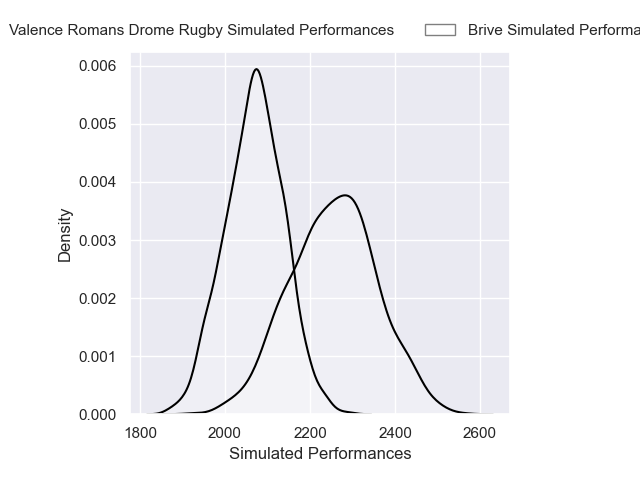 Valence Romans Drome Rugby Simulated Performances
Brive Simulated Performa
0.006
0.005
0.004
0.003
0.002
0.001
0.000
Density
1800 2000 2200 2400 2600
Simulated Performances